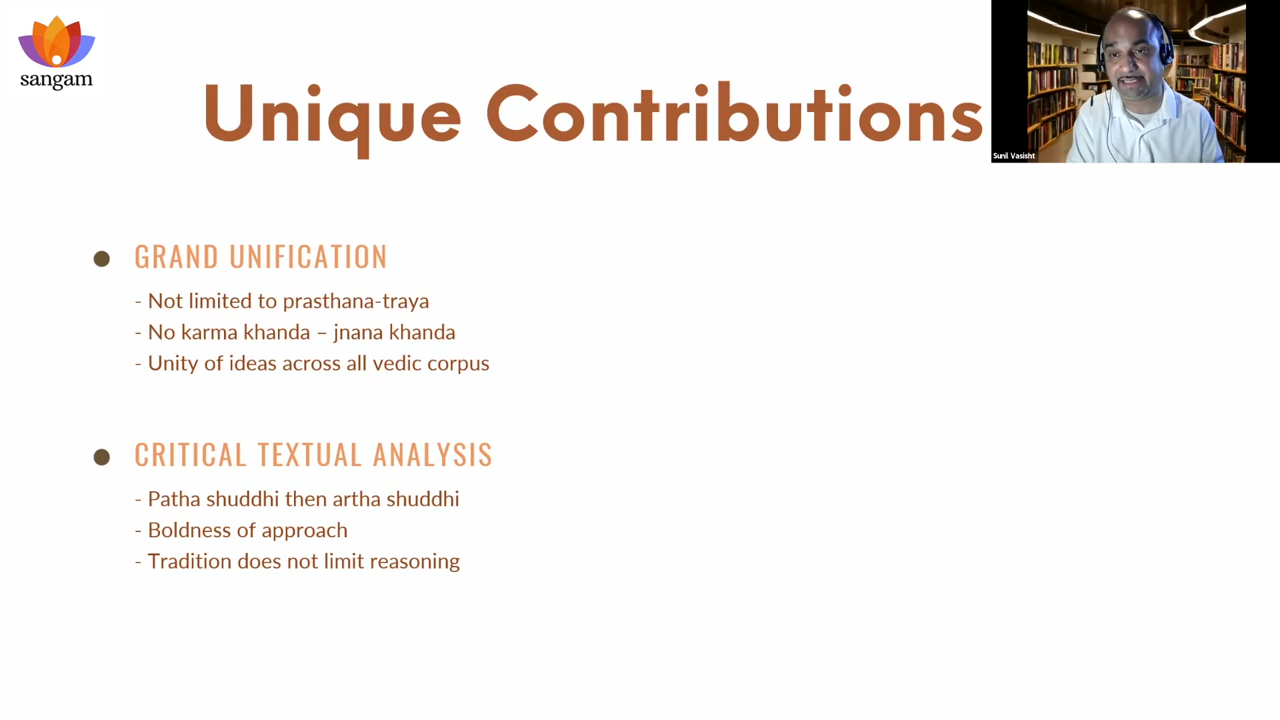 sangam
Unique Contributions
Sunil Vasisht
● GRAND UNIFICATION
- Not limited to prasthana-traya
- No karma khanda – jnana khanda
- Unity of ideas across all vedic corpus
● CRITICAL TEXTUAL ANALYSIS
- Patha shuddhi then artha shuddhi
- Boldness of approach
- Tradition does not limit reasoning